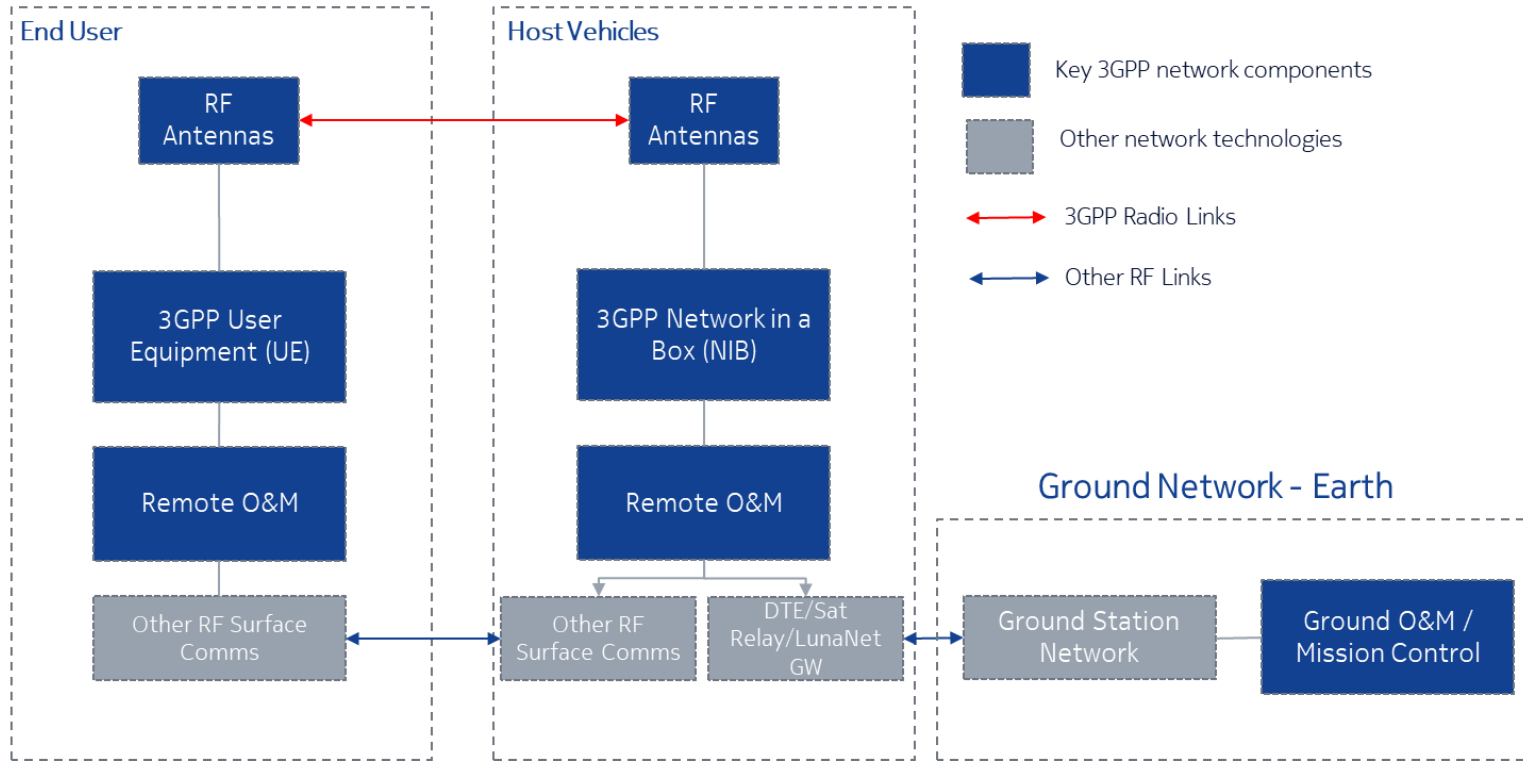 End User
RF
Antennas
3GPP User
Equipment (UE)
Remote O&M
Other RF Surface
Comms
Host Vehicles
RF
Antennas
3GPP Network in a
Box (NIB)
Remote O&M
Other RF
Surface Comms
DTE/Sat
Relay/LunaNet
GW
Key 3GPP network components
Other network technologies
3GPP Radio Links
Other RF Links
Ground Network - Earth
Ground Station
Network
Ground O&M /
Mission Control